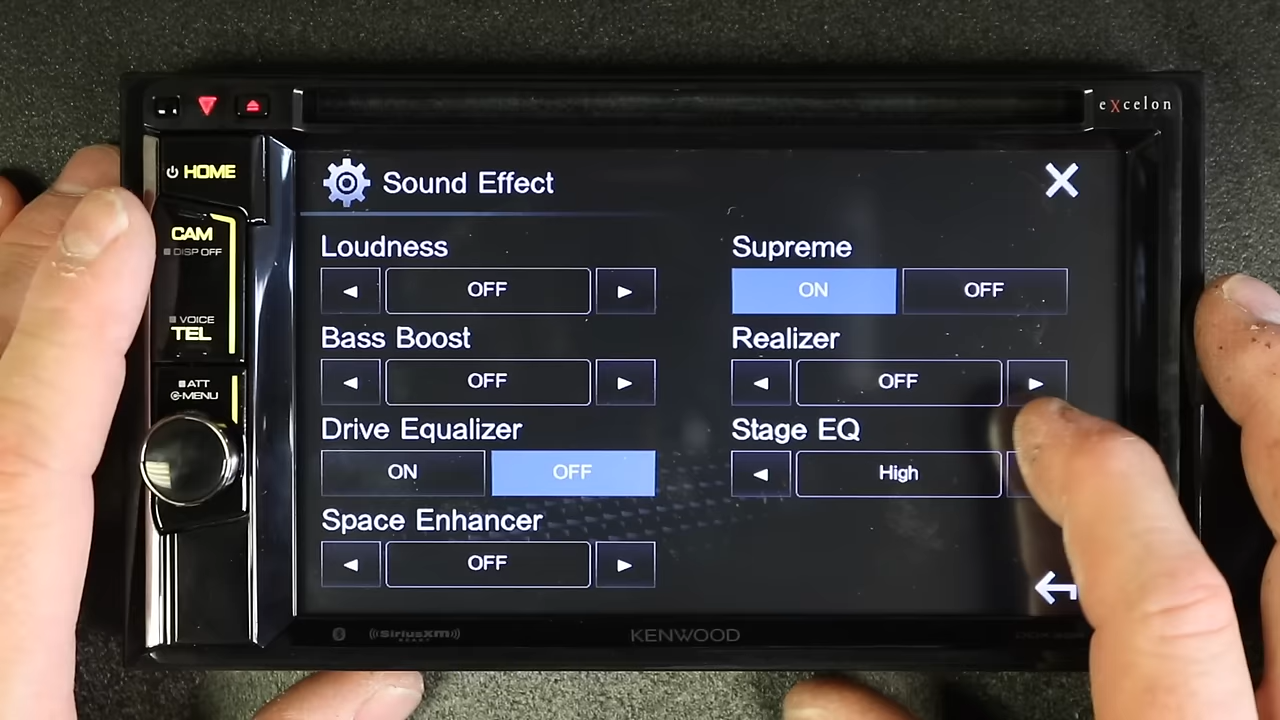 excelon
HOME
Sound Effect
CAM
DISP OFF
Loudness
OFF
Supreme
ON OFF
VOICE
TEL
Bass Boost
OFF
Realizer
OFF
ATT
MENU
Drive Equalizer
ON OFF
Stage EQ
High
Space Enhancer
OFF
SiriusXM
READY
KENWOOD